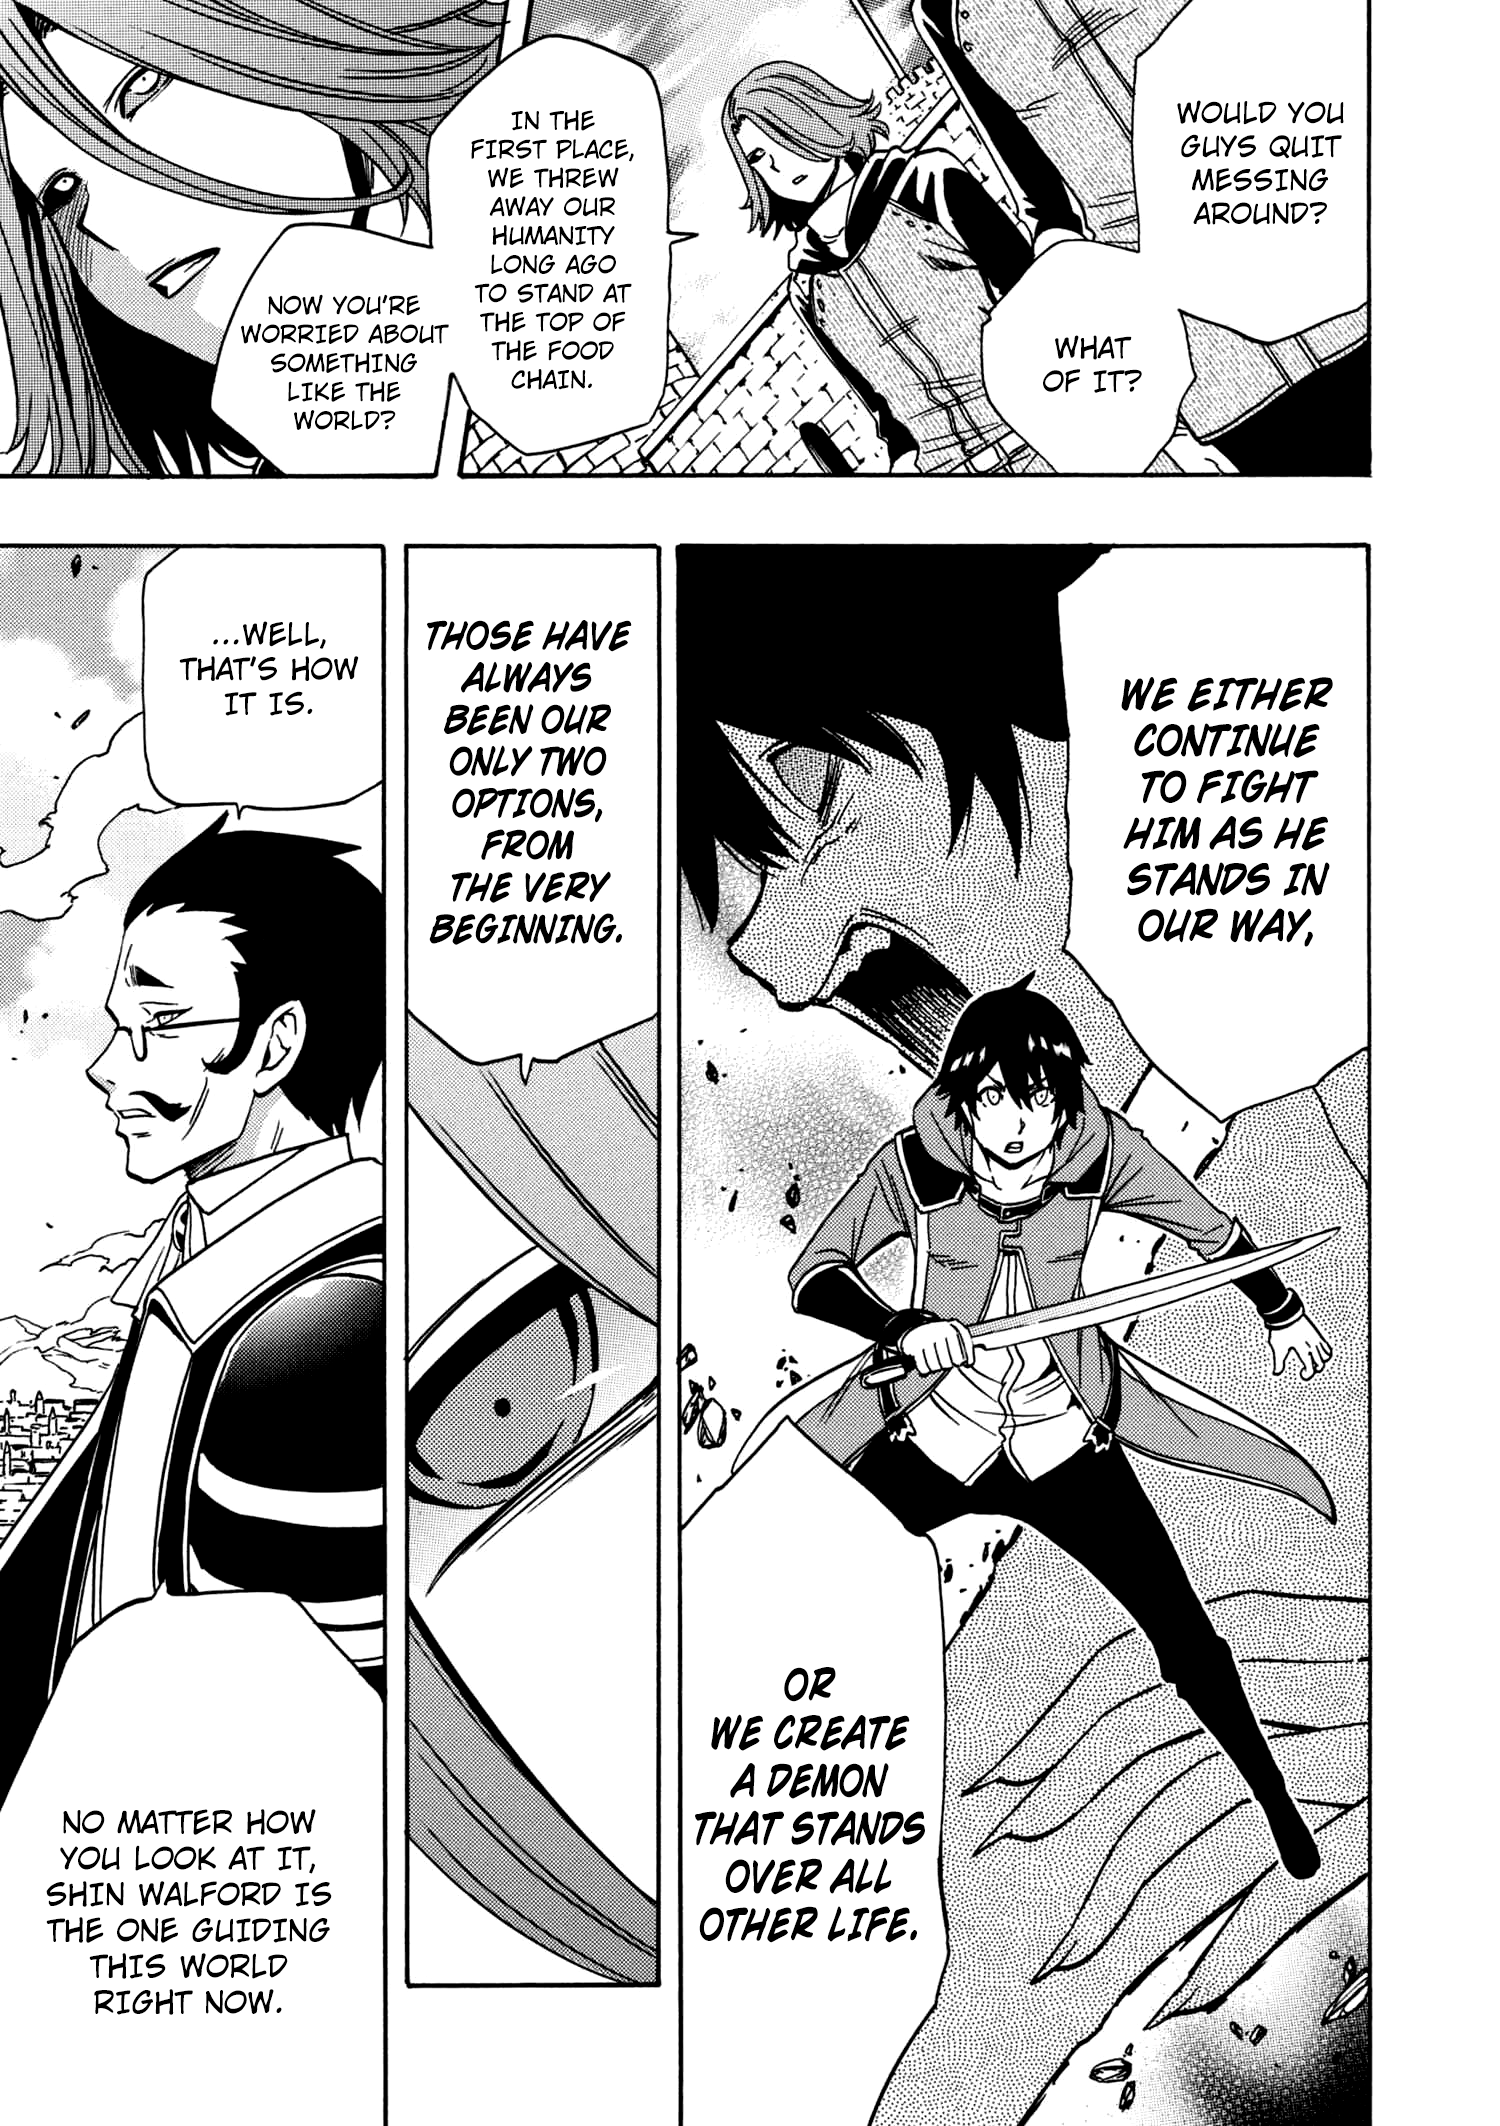 WOULD YOU
GUYS QUIT
MESSING
AROUND?
WHAT
OF IT?
IN THE
FIRST PLACE,
WE THREW
AWAY OUR
HUMANITY
LONG AGO
TO STAND AT
THE TOP OF
THE FOOD
CHAIN.
NOW YOU'RE
WORRIED ABOUT
SOMETHING
LIKE THE
WORLD?
WE EITHER
CONTINUE
TO FIGHT
HIM AS HE
STANDS IN
OUR WAY,
OR
WE CREATE
A DEMON
THAT STANDS
OVER ALL
OTHER LIFE.
THOSE HAVE
ALWAYS
BEEN OUR
ONLY TWO
OPTIONS,
FROM
THE VERY
BEGINNING.
...WELL,
THAT'S HOW
IT IS.
NO MATTER HOW
YOU LOOK AT IT,
SHIN WALFORD IS
THE ONE GUIDING
THIS WORLD
RIGHT NOW.